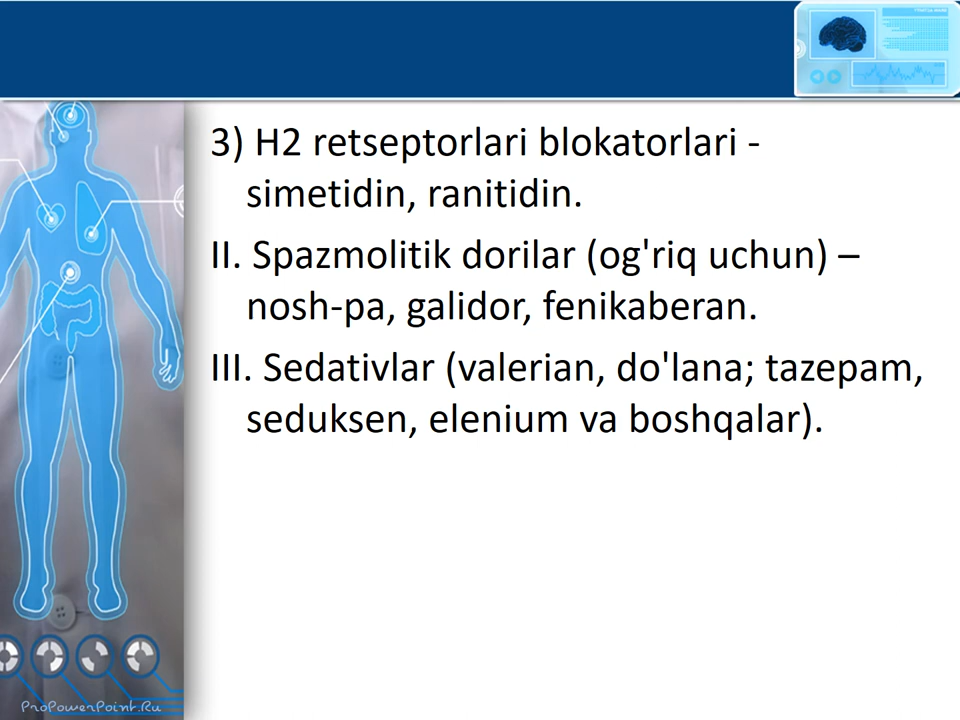 3) H2 retseptorlari blokatorlari -
simetidin, ranitidin.
II. Spazmolitik dorilar (og'riq uchun) –
nosh-pa, galidor, fenikaberan.
III. Sedativlar (valerian, do'lana; tazepam,
seduksen, elenium va boshqalar).
ProPowerPoint.Ru